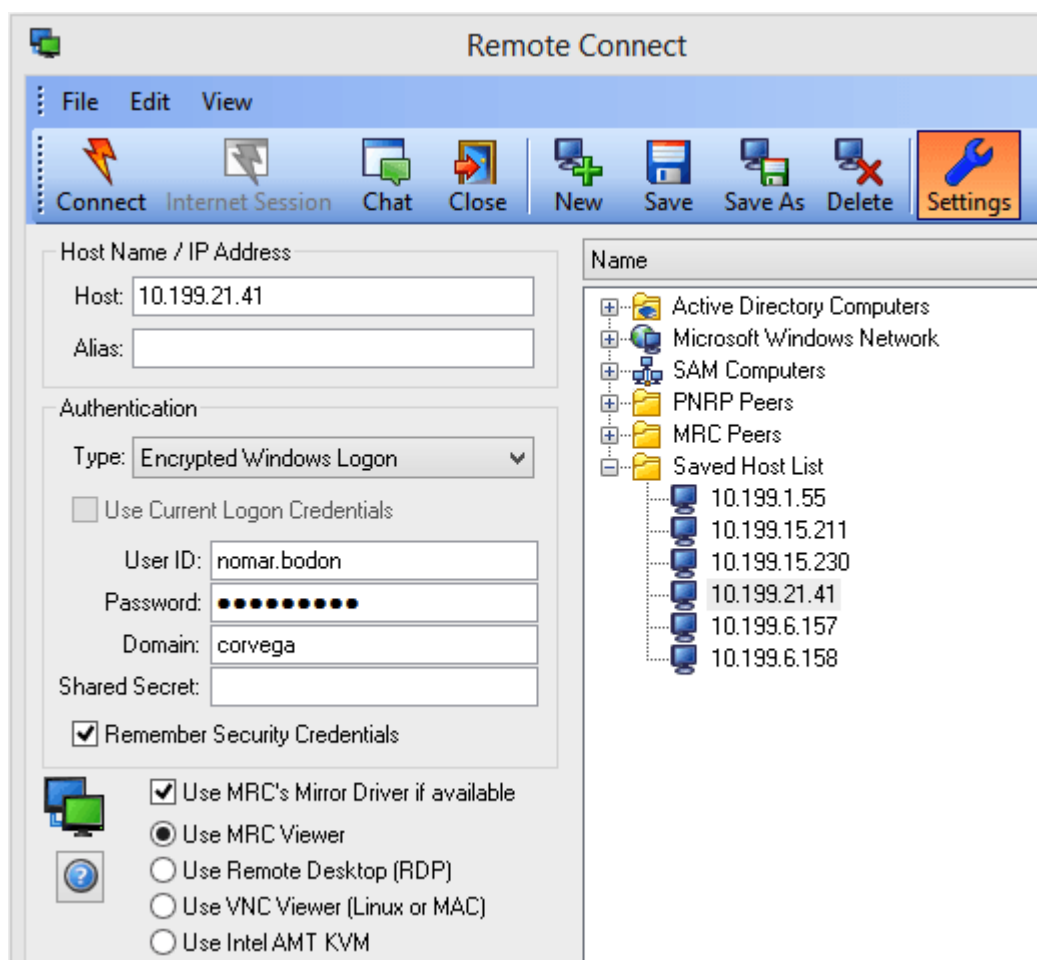 Remote Connect
File Edit View
Connect Internet Session Chat Close New Save Save As Delete Settings
Host Name / IP Address
Host: 10.199.21.41
Alias:
Authentication
Type: Encrypted Windows Logon
Use Current Logon Credentials
User ID: nomar.bodon
Password: ●●●●●●●●●
Domain: corvega
Shared Secret:
Remember Security Credentials
Use MRC's Mirror Driver if available
Use MRC Viewer
Use Remote Desktop (RDP)
Use VNC Viewer (Linux or MAC)
Use Intel AMT KVM
Name
Active Directory Computers
Microsoft Windows Network
SAM Computers
PNRP Peers
MRC Peers
Saved Host List
10.199.1.55
10.199.15.211
10.199.15.230
10.199.21.41
10.199.6.157
10.199.6.158